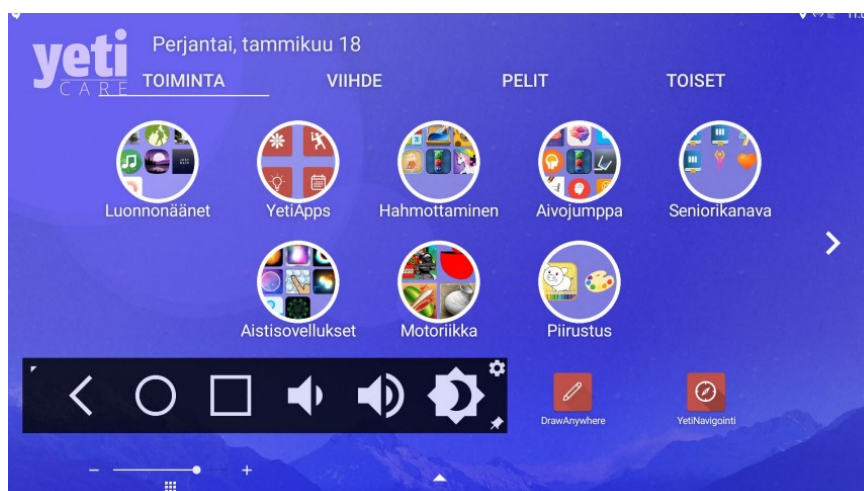 yeti
CARE
Perjantai, tammikuu 18
TOIMINTA VIIHDE PELIT TOISET
Luonnonäänet YetiApps Hahmottaminen Aivojumppa Seniorikanava
Aistisovellukset Motoriikka Piirustus
DrawAnywhere YetiNavigointi